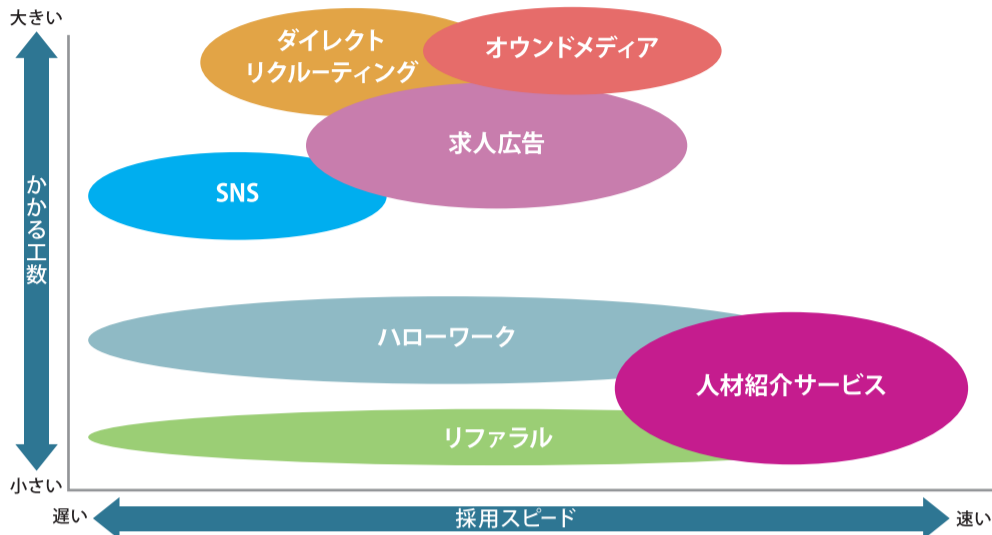 大きい
ダイレクト
リクルーティング
オウンドメディア
求人広告
SNS
かかる工数
ハローワーク
人材紹介サービス
リファラル
小さい
遅い
採用スピード
速い